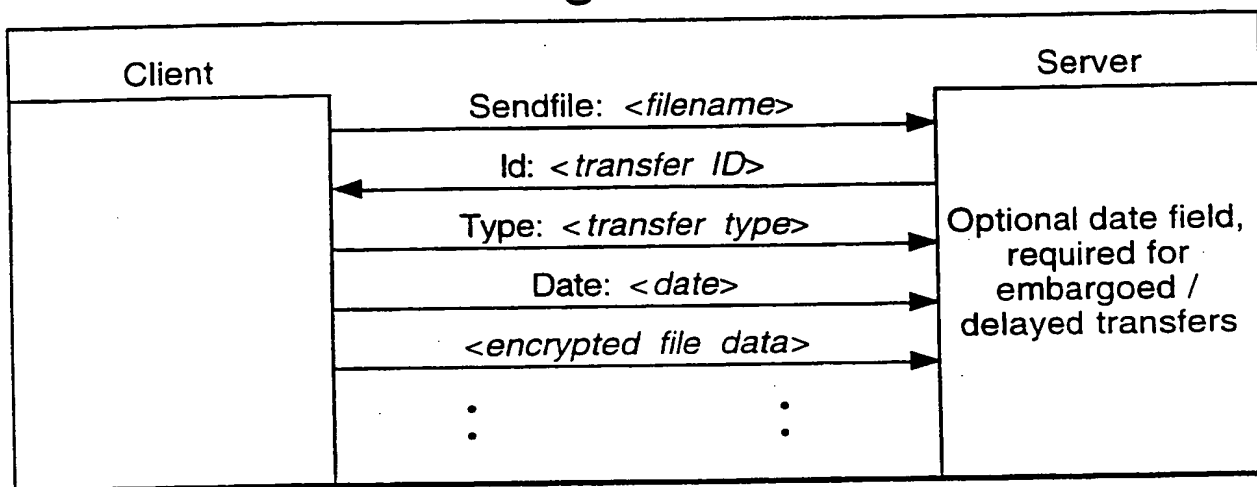 Client
Server
Sendfile: <filename>
Id: <transfer ID>
Type: <transfer type>
Date: <date>
<encrypted file data>
Optional date field,
required for
embargoed /
delayed transfers